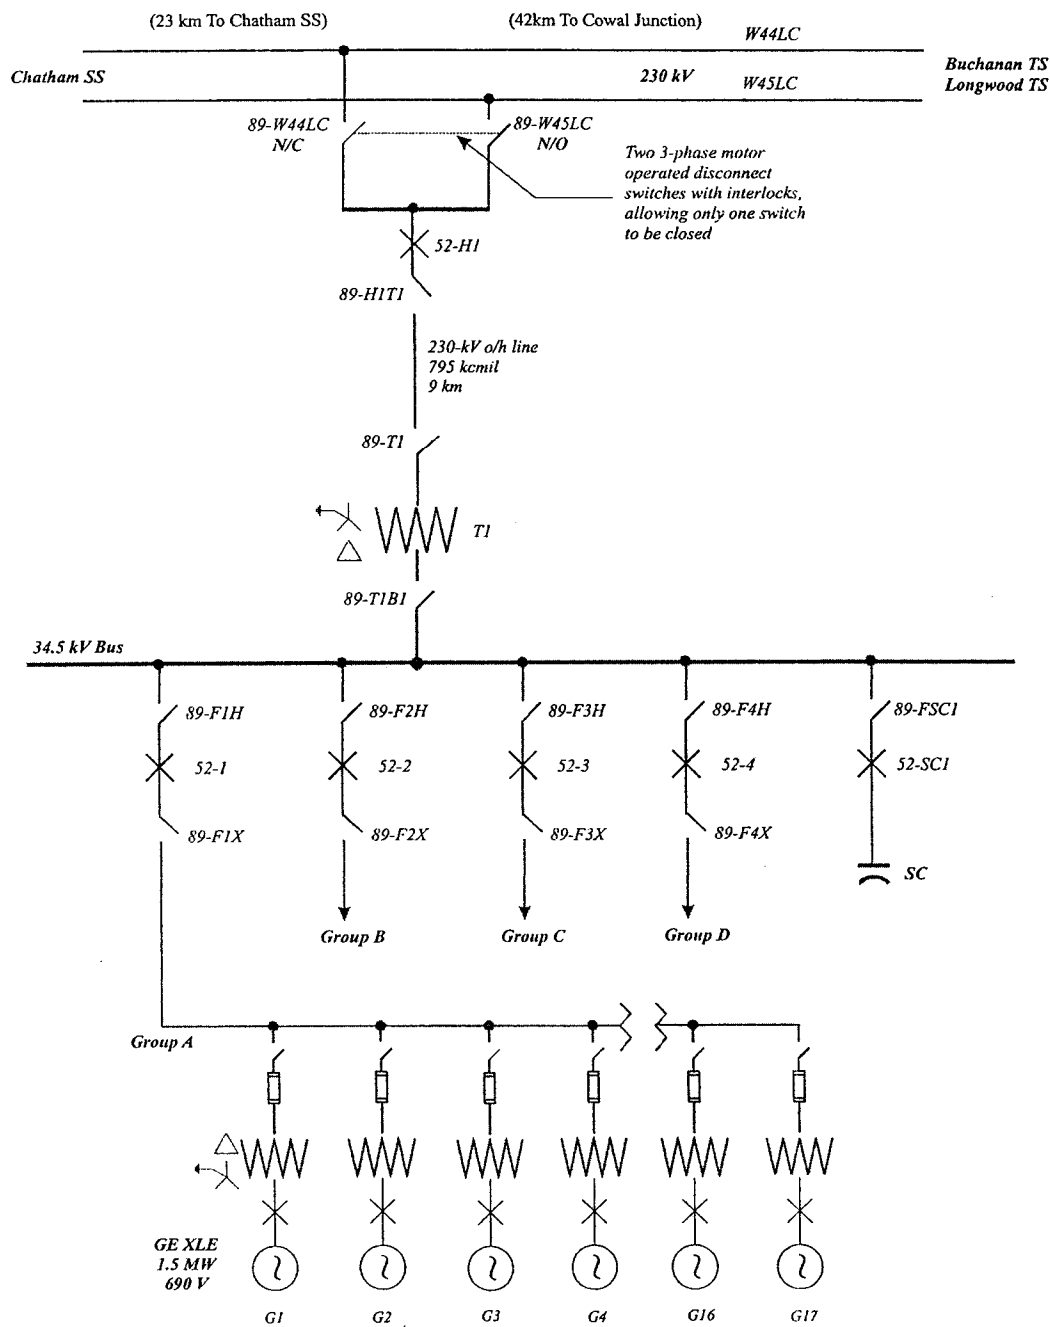 (23 km To Chatham SS)
(42km To Cowal Junction)
W44LC
Chatham SS
230 kV
W45LC
Buchanan TS
Longwood TS
89-W44LC
N/C
89-W45LC
N/O
Two 3-phase motor
operated disconnect
switches with interlocks,
allowing only one switch
to be closed
52-H1
89-H1T1
230-kV o/h line
795 kcmil
9 km
89-T1
T1
89-T1B1
34.5 kV Bus
89-F1H
89-F2H
89-F3H
89-F4H
89-FSC1
52-1
52-2
52-3
52-4
52-SC1
89-F1X
89-F2X
89-F3X
89-F4X
SC
Group B
Group C
Group D
Group A
GE XLE
1.5 MW
690 V
G1
G2
G3
G4
G16
G17